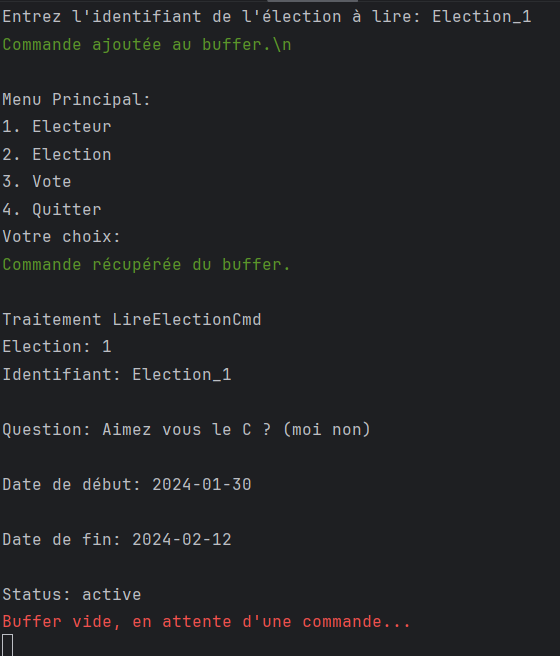 Entrez l'identifiant de l'élection à lire: Election_1
Commande ajoutée au buffer.\n
Menu Principal:
1. Electeur
2. Election
3. Vote
4. Quitter
Votre choix:
Commande récupérée du buffer.
Traitement LireElectionCmd
Election: 1
Identifiant: Election_1
Question: Aimez vous le C ? (moi non)
Date de début: 2024-01-30
Date de fin: 2024-02-12
Status: active
Buffer vide, en attente d'une commande...